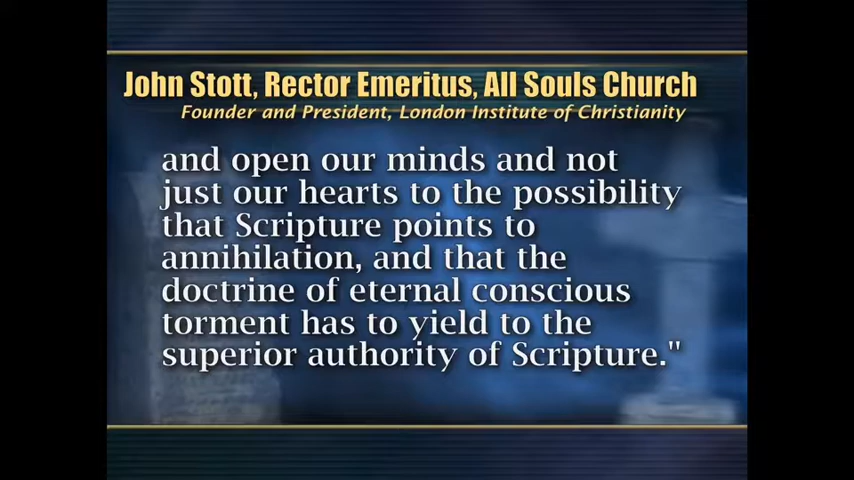 John Stott, Rector Emeritus, All Souls Church
Founder and President, London Institute of Christianity
and open our minds and not
just our hearts to the possibility
that Scripture points to
annihilation, and that the
doctrine of eternal conscious
torment has to yield to the
superior authority of Scripture."